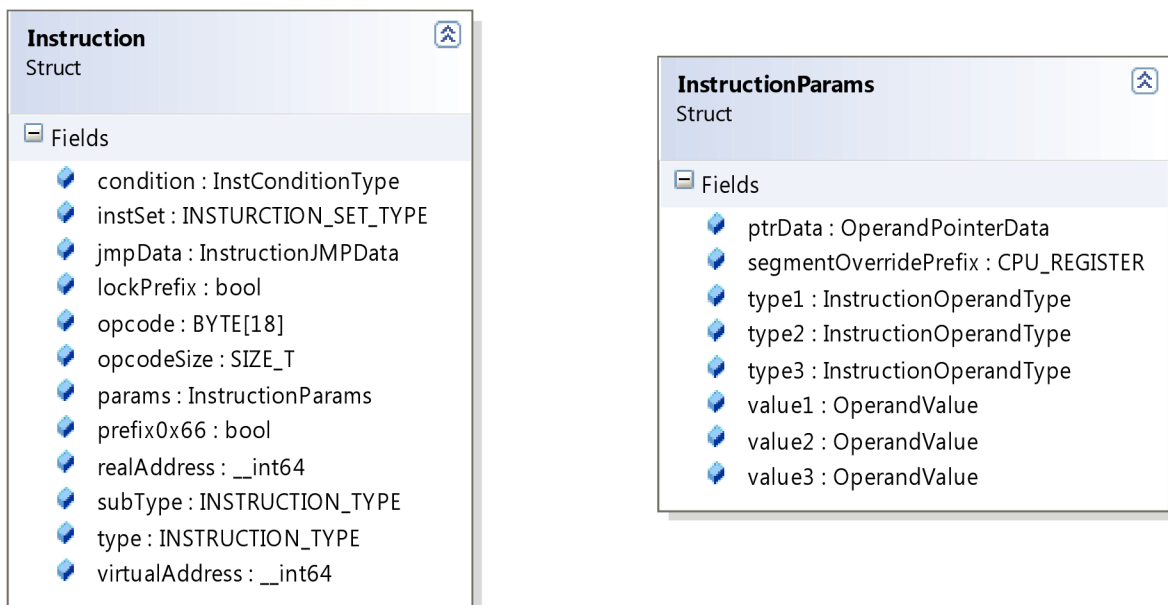 Instruction
Struct
Fields
condition : InstConditionType
instSet : INSTURCTION_SET_TYPE
jmpData : InstructionJMPData
lockPrefix : bool
opcode : BYTE[18]
opcodeSize : SIZE_T
params : InstructionParams
prefix0x66 : bool
realAddress : __int64
subType : INSTRUCTION_TYPE
type : INSTRUCTION_TYPE
virtualAddress : __int64
InstructionParams
Struct
Fields
ptrData : OperandPointerData
segmentOverridePrefix : CPU_REGISTER
type1 : InstructionOperandType
type2 : InstructionOperandType
type3 : InstructionOperandType
value1 : OperandValue
value2 : OperandValue
value3 : OperandValue